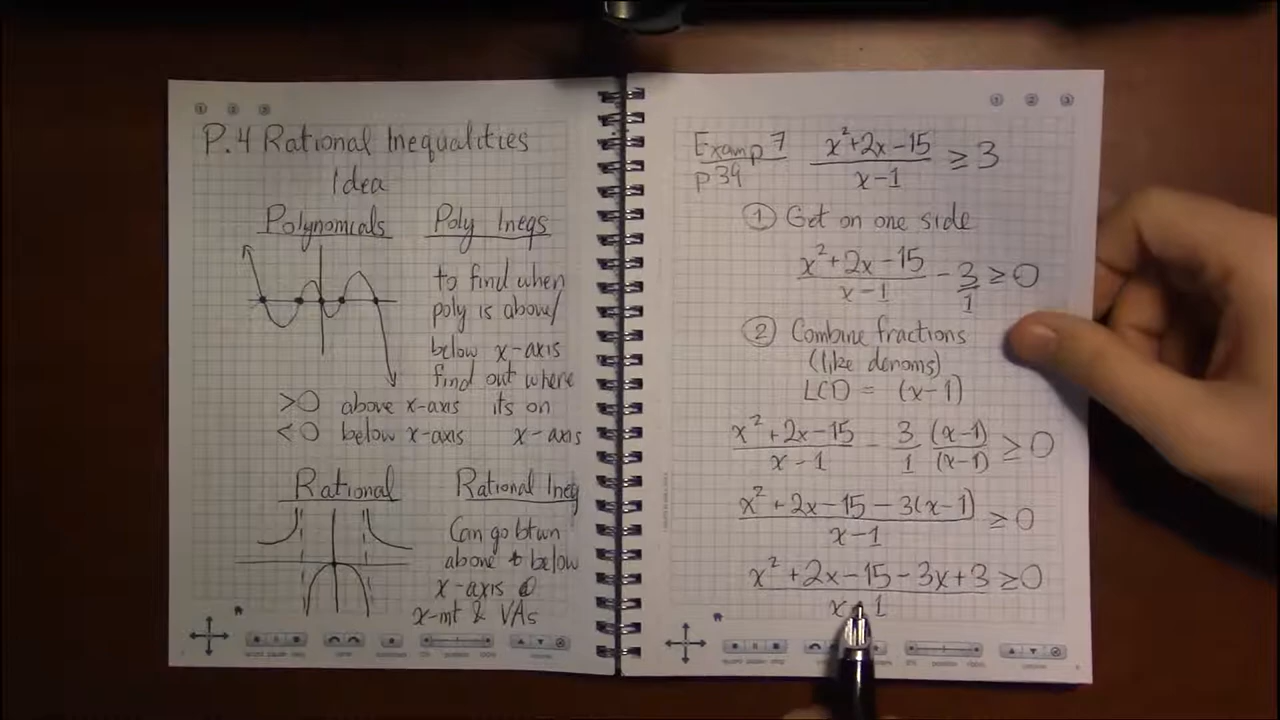 P.4 Rational Inequalities
Idea
Polynomials
Poly Ineqs
to find when
poly is above/
below x-axis
find out where
>0 above x-axis its on
<0 below x-axis x-axis
Rational
Rational Ineq
Can go btwn
above & below
x-axis @
x-int & VAs
Examp 7
p39
x²+2x-15 / x-1 ≥ 3
① Get on one side
x²+2x-15 / x-1 - 3/1 ≥ 0
② Combine fractions
(like denoms)
LCD = (x-1)
x²+2x-15 / x-1 - 3/1 (x-1)/(x-1) ≥ 0
x²+2x-15-3(x-1) / x-1 ≥ 0
x²+2x-15-3x+3 / x-1 ≥ 0